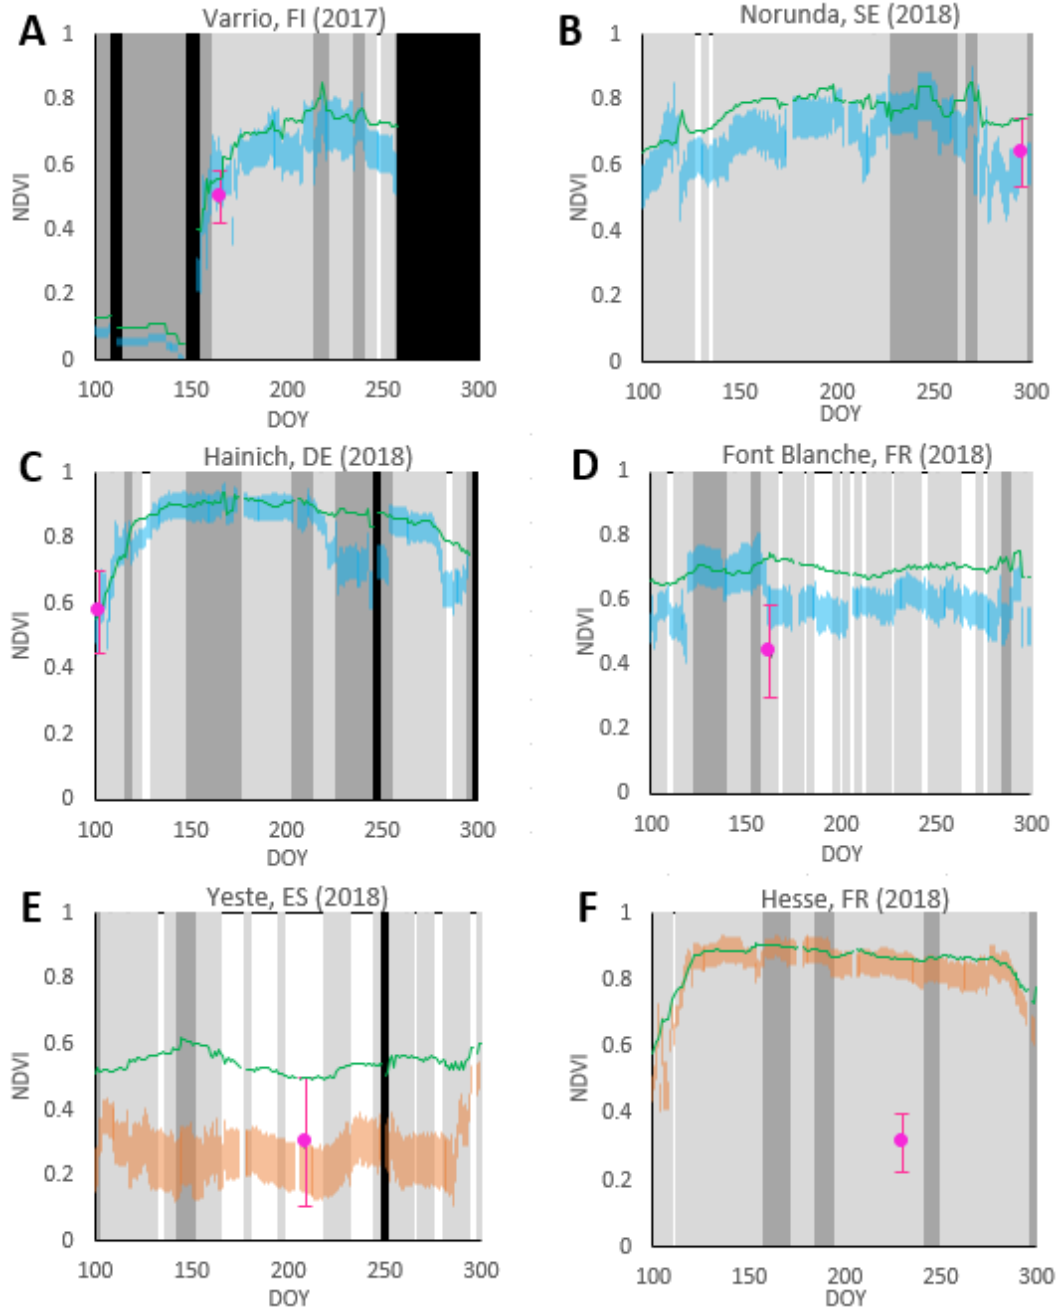 A
Varrio, FI (2017)
1
0.8
0.6
0.4
0.2
0
NDVI
100 150 200 250 300
DOY
B
Norunda, SE (2018)
1
0.8
0.6
0.4
0.2
0
NDVI
100 150 200 250 300
DOY
C
Hainich, DE (2018)
1
0.8
0.6
0.4
0.2
0
NDVI
100 150 200 250 300
DOY
D
Font Blanche, FR (2018)
1
0.8
0.6
0.4
0.2
0
NDVI
100 150 200 250 300
DOY
E
Yeste, ES (2018)
1
0.8
0.6
0.4
0.2
0
NDVI
100 150 200 250 300
DOY
F
Hesse, FR (2018)
1
0.8
0.6
0.4
0.2
0
NDVI
100 150 200 250 300
DOY